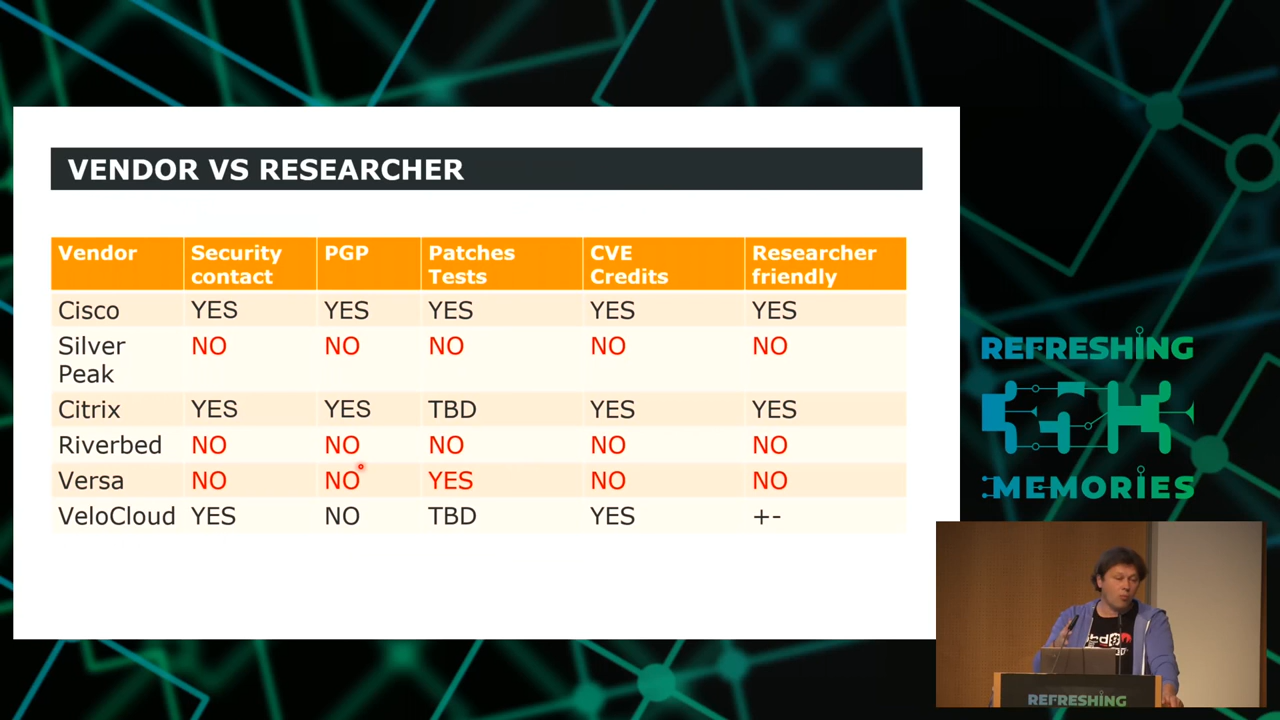 VENDOR VS RESEARCHER
Vendor Security contact PGP Patches Tests CVE Credits Researcher friendly
Cisco YES YES YES YES YES
Silver Peak NO NO NO NO NO
Citrix YES YES TBD YES YES
Riverbed NO NO NO NO NO
Versa NO NO YES NO NO
VeloCloud YES NO TBD YES +-
REFRESHING
35C3
MEMORIES
REFRESHING